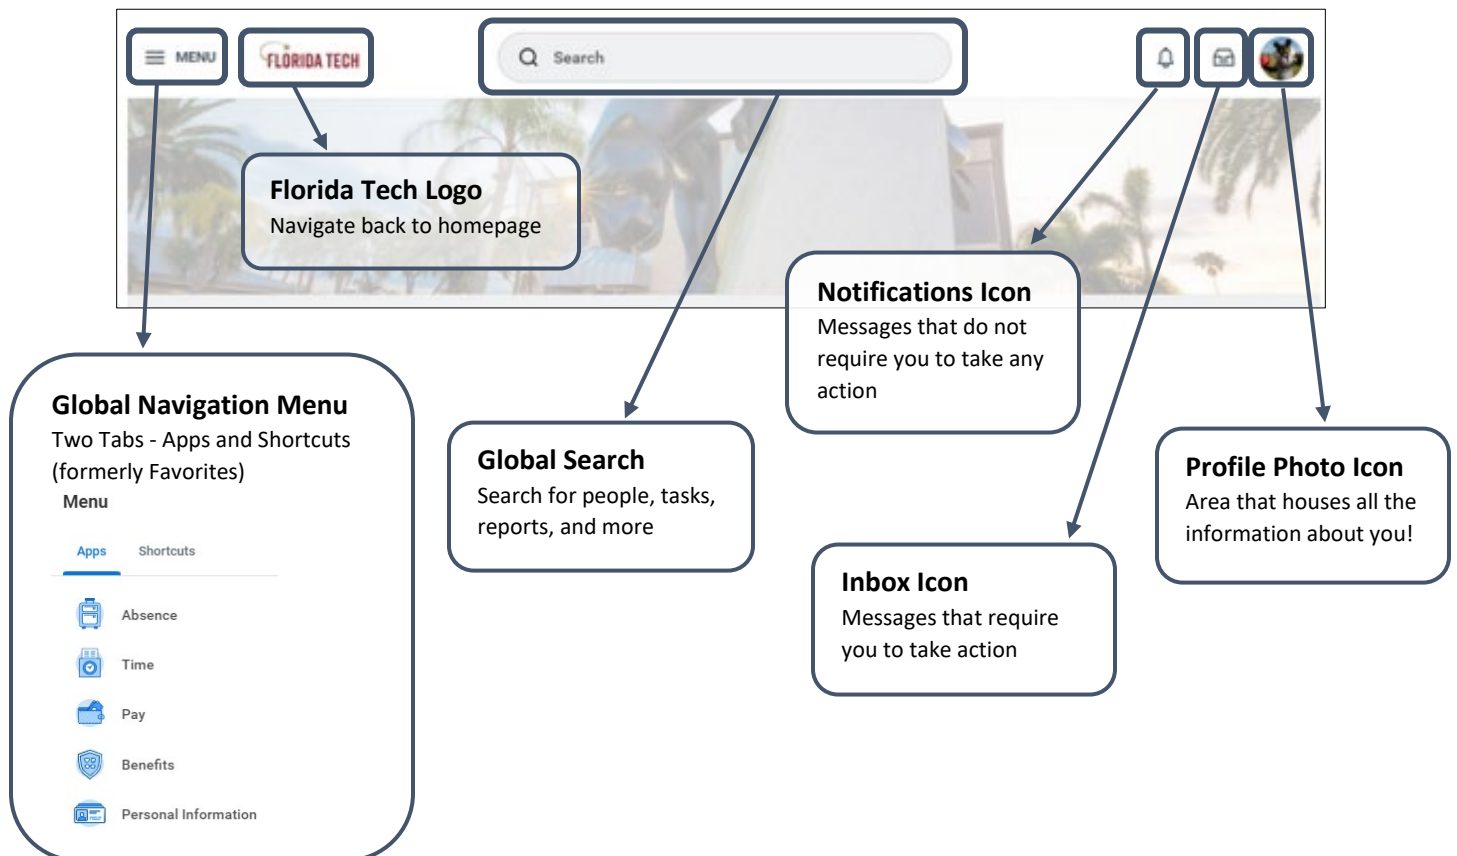 MENU
FLORIDA TECH
Search
Florida Tech Logo
Navigate back to homepage
Notifications Icon
Messages that do not
require you to take any
action
Global Navigation Menu
Two Tabs - Apps and Shortcuts
(formerly Favorites)
Menu
Apps Shortcuts
Absence
Time
Pay
Benefits
Personal Information
Global Search
Search for people, tasks,
reports, and more
Profile Photo Icon
Area that houses all the
information about you!
Inbox Icon
Messages that require
you to take action